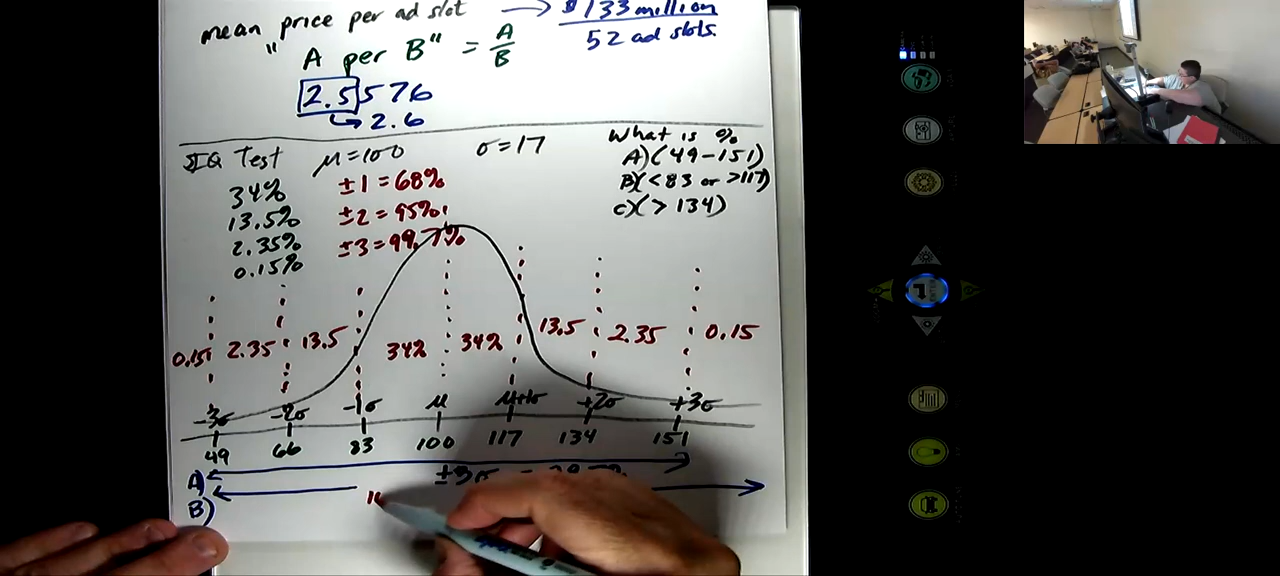 mean price per ad slot → $133 million
52 ad slots
"A per B" = A/B
2.5576
↳ 2.6
IQ Test μ=100 σ=17 What is %
34% ±1 = 68% A) (49-151)
13.5% ±2 = 95% B) (<83 or >117)
2.35% ±3 = 99.7% C) (>134)
0.15%
0.15 2.35 13.5 34% 34% 13.5 2.35 0.15
-3σ -2σ -1σ μ μ+1σ +2σ +3σ
49 66 83 100 117 134 151
A) ±3σ
B)